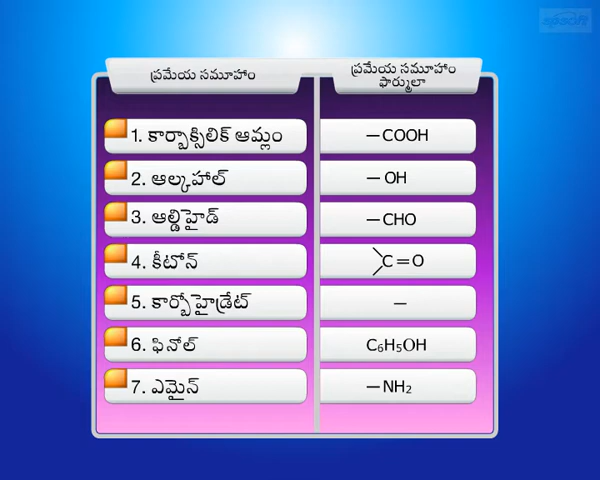 ప్రమేయ సమూహాం
ప్రమేయ సమూహాం
ఫార్ములా
1. కార్బాక్సిలిక్ ఆమ్లం
—COOH
2. ఆల్కహాల్
— OH
3. ఆల్డిహైడ్
—CHO
4. కీటోన్
>C=O
5. కార్బోహైడ్రేట్
—
6. ఫినోల్
C₆H₅OH
7. ఎమైన్
—NH₂